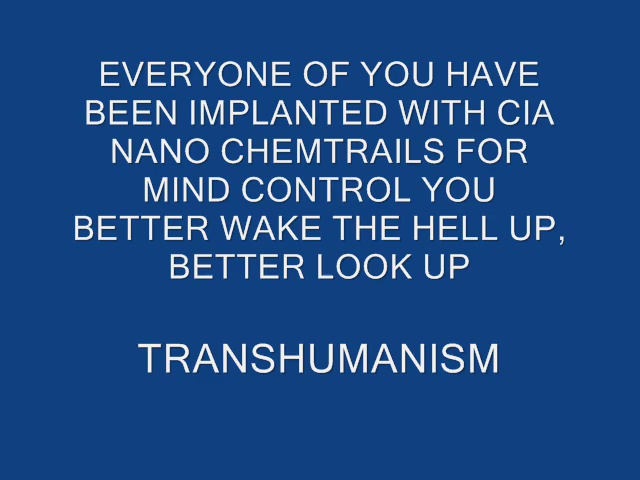 EVERYONE OF YOU HAVE
BEEN IMPLANTED WITH CIA
NANO CHEMTRAILS FOR
MIND CONTROL YOU
BETTER WAKE THE HELL UP,
BETTER LOOK UP
TRANSHUMANISM